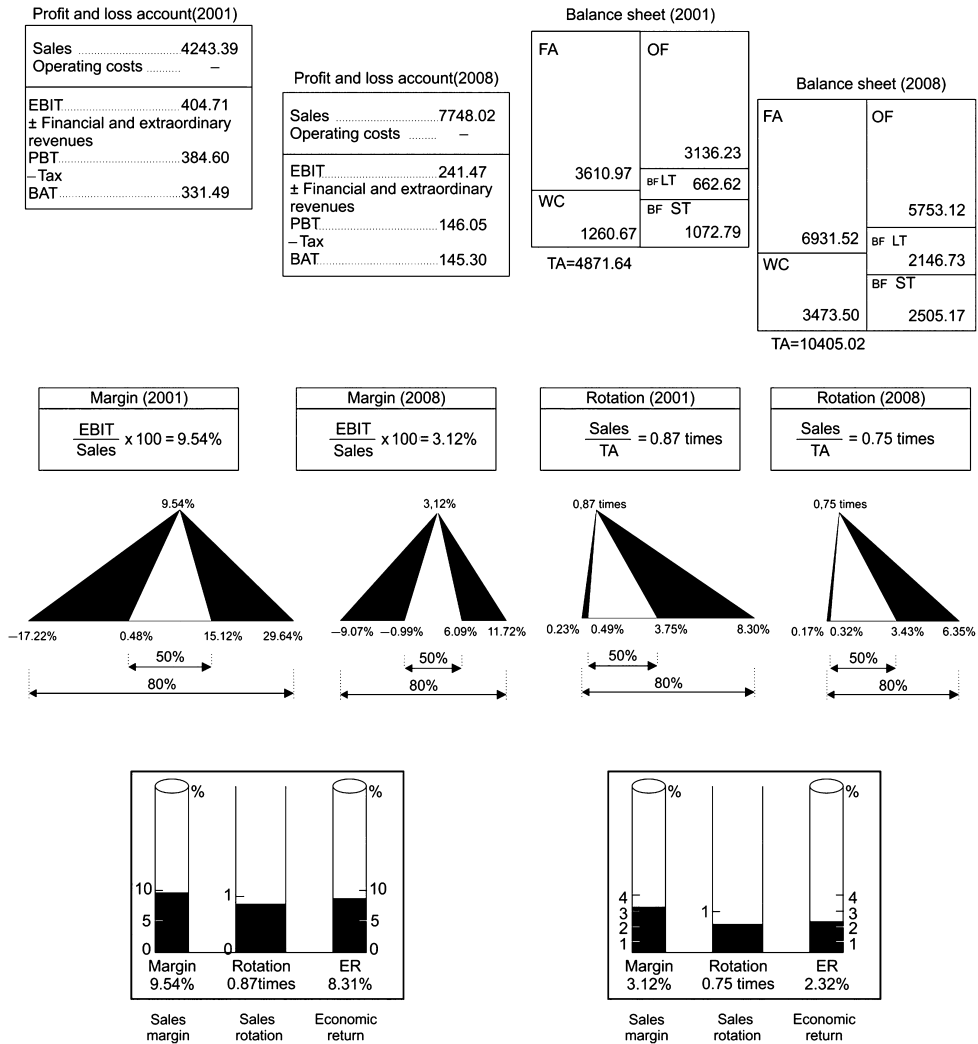 Profit and loss account(2001)
Sales ........................4243.39
Operating costs ........... –
EBIT..............................404.71
± Financial and extraordinary
revenues
PBT...............................384.60
–Tax
BAT...............................331.49
Profit and loss account(2008)
Sales ...........................7748.02
Operating costs ........ –
EBIT.............................241.47
± Financial and extraordinary
revenues
PBT..............................146.05
–Tax
BAT..............................145.30
Balance sheet (2001)
FA
OF
3136.23
3610.97
BF LT 662.62
WC
BF ST
1260.67
1072.79
TA=4871.64
Balance sheet (2008)
FA
OF
5753.12
6931.52
BF LT
2146.73
WC
BF ST
3473.50
2505.17
TA=10405.02
Margin (2001)
EBIT
Sales
x 100 = 9.54%
Margin (2008)
EBIT
Sales
x 100 = 3.12%
Rotation (2001)
Sales
TA
= 0.87 times
Rotation (2008)
Sales
TA
= 0.75 times
9.54%
–17.22% 0.48% 15.12% 29.64%
50%
80%
3,12%
–9.07% –0.99% 6.09% 11.72%
50%
80%
0,87 times
0.23% 0.49% 3.75% 8.30%
50%
80%
0,75 times
0.17% 0.32% 3.43% 6.35%
50%
80%
% %
10 1 10
5 5
0 0 0
Margin Rotation ER
9.54% 0.87times 8.31%
Sales Sales Economic
margin rotation return
% %
4 4
3 1 3
2 2
1 1
Margin Rotation ER
3.12% 0.75 times 2.32%
Sales Sales Economic
margin rotation return